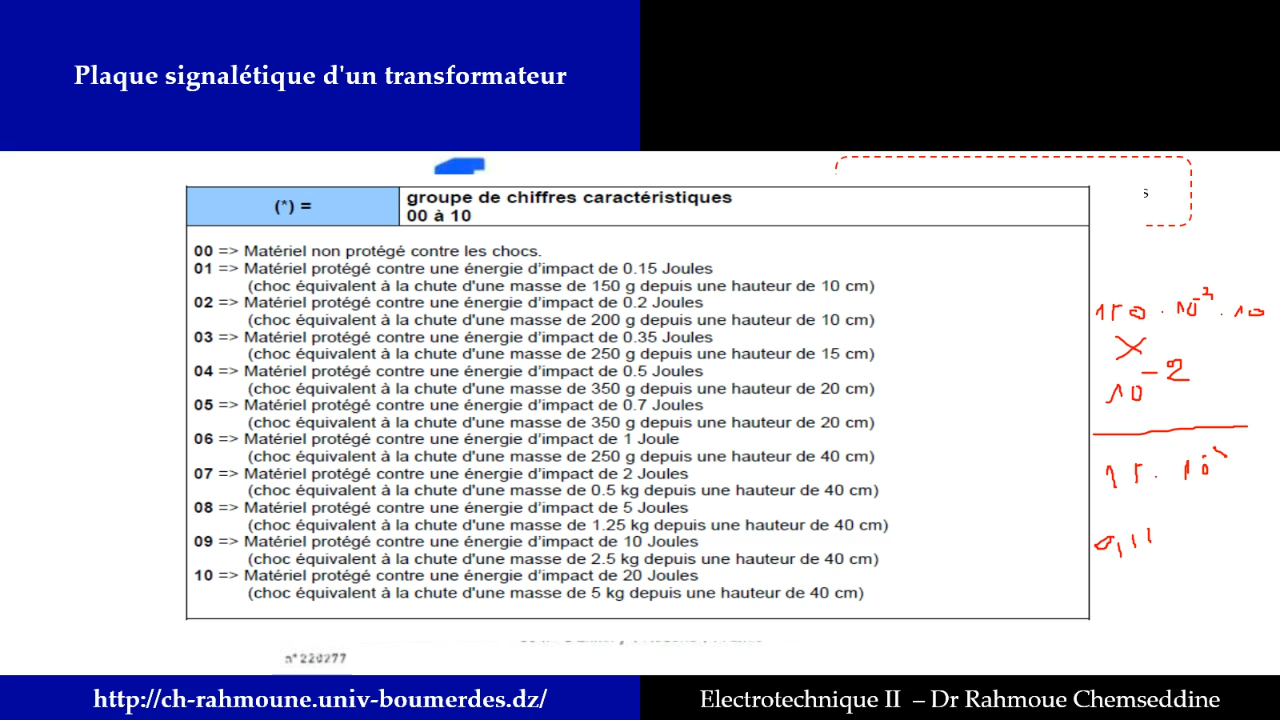 Plaque signalétique d'un transformateur
(*) =
groupe de chiffres caractéristiques
00 à 10
s
00 => Matériel non protégé contre les chocs.
01 => Matériel protégé contre une énergie d'impact de 0.15 Joules
(choc équivalent à la chute d'une masse de 150 g depuis une hauteur de 10 cm)
02 => Matériel protégé contre une énergie d'impact de 0.2 Joules
(choc équivalent à la chute d'une masse de 200 g depuis une hauteur de 10 cm)
03 => Matériel protégé contre une énergie d'impact de 0.35 Joules
(choc équivalent à la chute d'une masse de 250 g depuis une hauteur de 15 cm)
04 => Matériel protégé contre une énergie d'impact de 0.5 Joules
(choc équivalent à la chute d'une masse de 350 g depuis une hauteur de 20 cm)
05 => Matériel protégé contre une énergie d'impact de 0.7 Joules
(choc équivalent à la chute d'une masse de 350 g depuis une hauteur de 20 cm)
06 => Matériel protégé contre une énergie d'impact de 1 Joule
(choc équivalent à la chute d'une masse de 250 g depuis une hauteur de 40 cm)
07 => Matériel protégé contre une énergie d'impact de 2 Joules
(choc équivalent à la chute d'une masse de 0.5 kg depuis une hauteur de 40 cm)
08 => Matériel protégé contre une énergie d'impact de 5 Joules
(choc équivalent à la chute d'une masse de 1.25 kg depuis une hauteur de 40 cm)
09 => Matériel protégé contre une énergie d'impact de 10 Joules
(choc équivalent à la chute d'une masse de 2.5 kg depuis une hauteur de 40 cm)
10 => Matériel protégé contre une énergie d'impact de 20 Joules
(choc équivalent à la chute d'une masse de 5 kg depuis une hauteur de 40 cm)
150 . 10⁻³ . 10
×
10⁻²
n°220277
http://ch-rahmoune.univ-boumerdes.dz/
Electrotechnique II – Dr Rahmoue Chemseddine